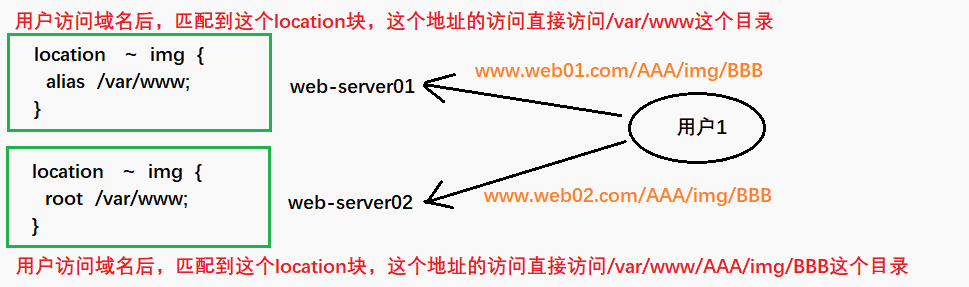 用户访问域名后，匹配到这个location块，这个地址的访问直接访问/var/www这个目录
location ~ img {
alias /var/www;
}
web-server01
www.web01.com/AAA/img/BBB
用户1
location ~ img {
root /var/www;
}
web-server02
www.web02.com/AAA/img/BBB
用户访问域名后，匹配到这个location块，这个地址的访问直接访问/var/www/AAA/img/BBB这个目录